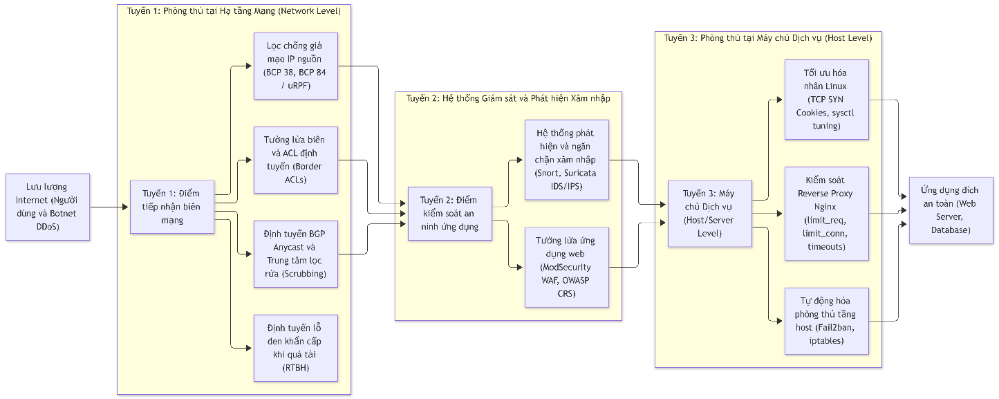 Tuyến 1: Phòng thủ tại Hạ tầng Mạng (Network Level)
Lưu lượng
Internet (Người
dùng và Botnet
DDoS)
Tuyến 1: Điểm
tiếp nhận biên
mạng
Lọc chống giả
mạo IP nguồn
(BCP 38, BCP 84
/ uRPF)
Tường lửa biên
và ACL định
tuyến (Border
ACLs)
Định tuyến BGP
Anycast và
Trung tâm lọc
rửa (Scrubbing)
Định tuyến lỗ
đen khẩn cấp
khi quá tải
(RTBH)
Tuyến 2: Hệ thống Giám sát và Phát hiện Xâm nhập
Tuyến 2: Điểm
kiểm soát an
ninh ứng dụng
Hệ thống phát
hiện và ngăn
chặn xâm nhập
(Snort, Suricata
IDS/IPS)
Tường lửa ứng
dụng web
(ModSecurity
WAF, OWASP
CRS)
Tuyến 3: Phòng thủ tại Máy chủ Dịch vụ (Host Level)
Tuyến 3: Máy
chủ Dịch vụ
(Host/Server
Level)
Tối ưu hóa
nhân Linux
(TCP SYN
Cookies, sysctl
tuning)
Kiểm soát
Reverse Proxy
Nginx
(limit_req,
limit_conn,
timeouts)
Tự động hóa
phòng thủ tầng
host (Fail2ban,
iptables)
Ứng dụng đích
an toàn (Web
Server,
Database)